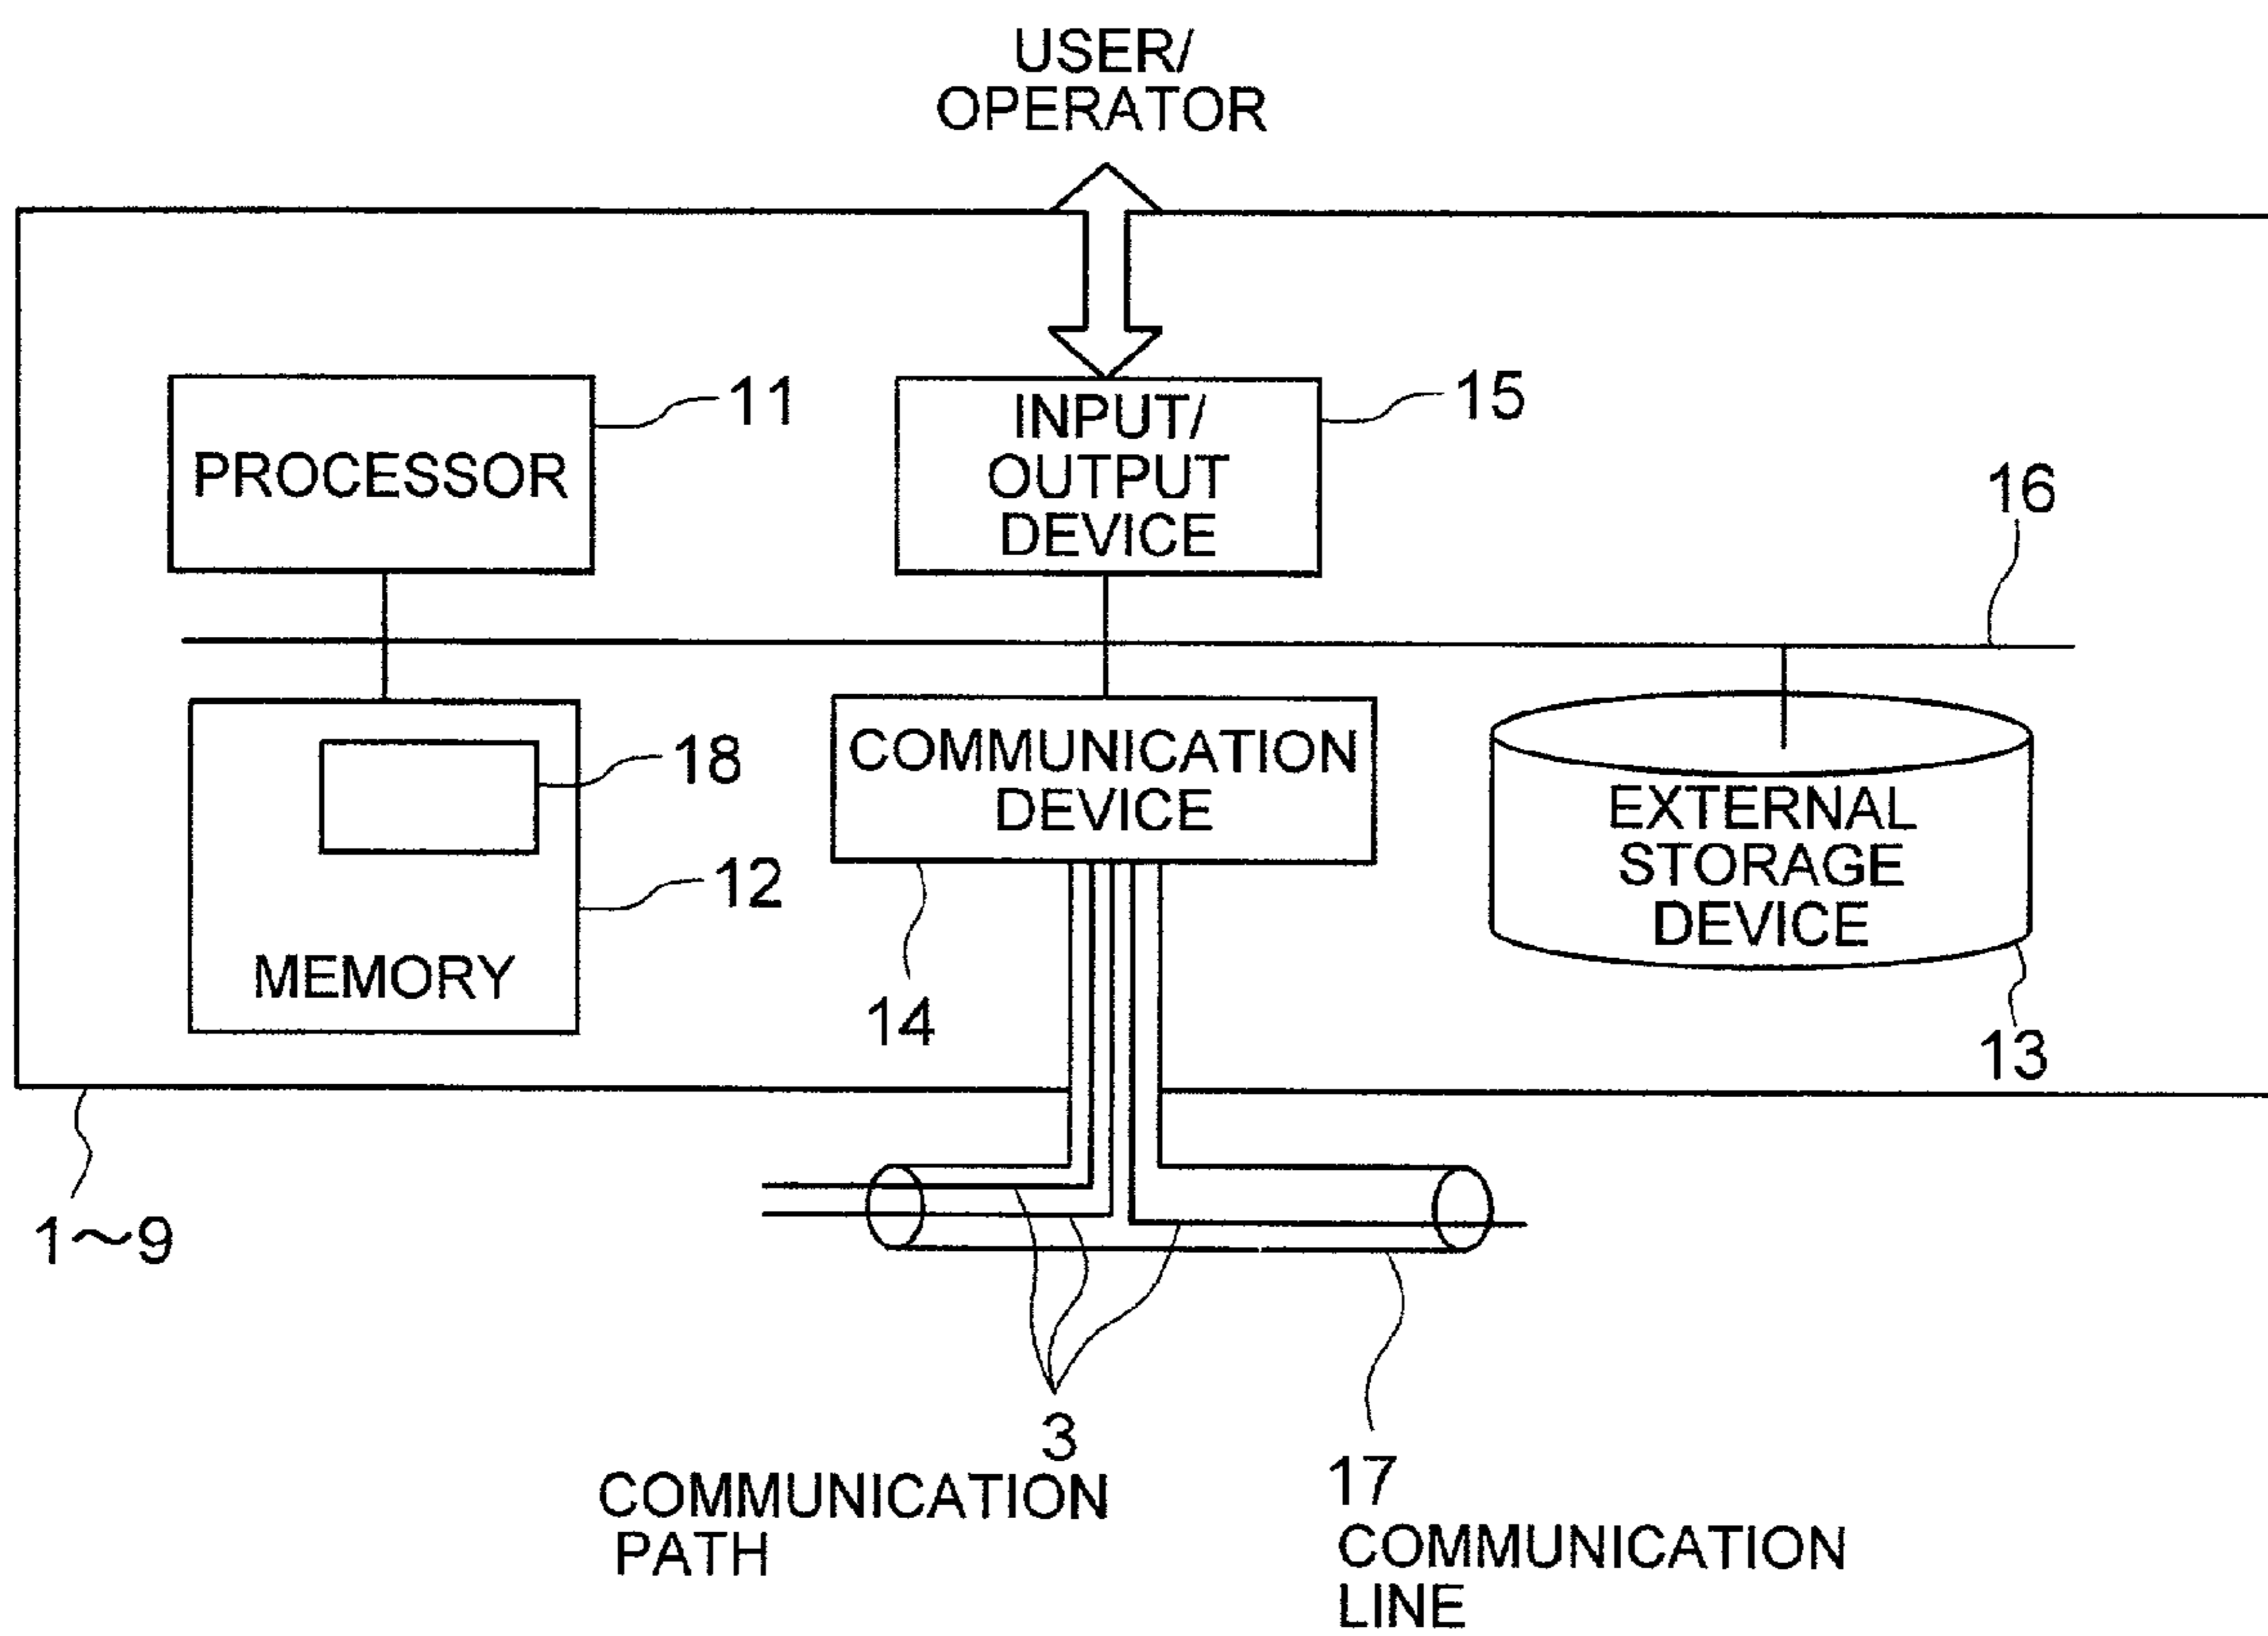 USER/
OPERATOR
11
15
PROCESSOR
INPUT/
OUTPUT
DEVICE
16
18
12
MEMORY
COMMUNICATION
DEVICE
14
EXTERNAL
STORAGE
DEVICE
13
1～9
3
COMMUNICATION
PATH
17
COMMUNICATION
LINE